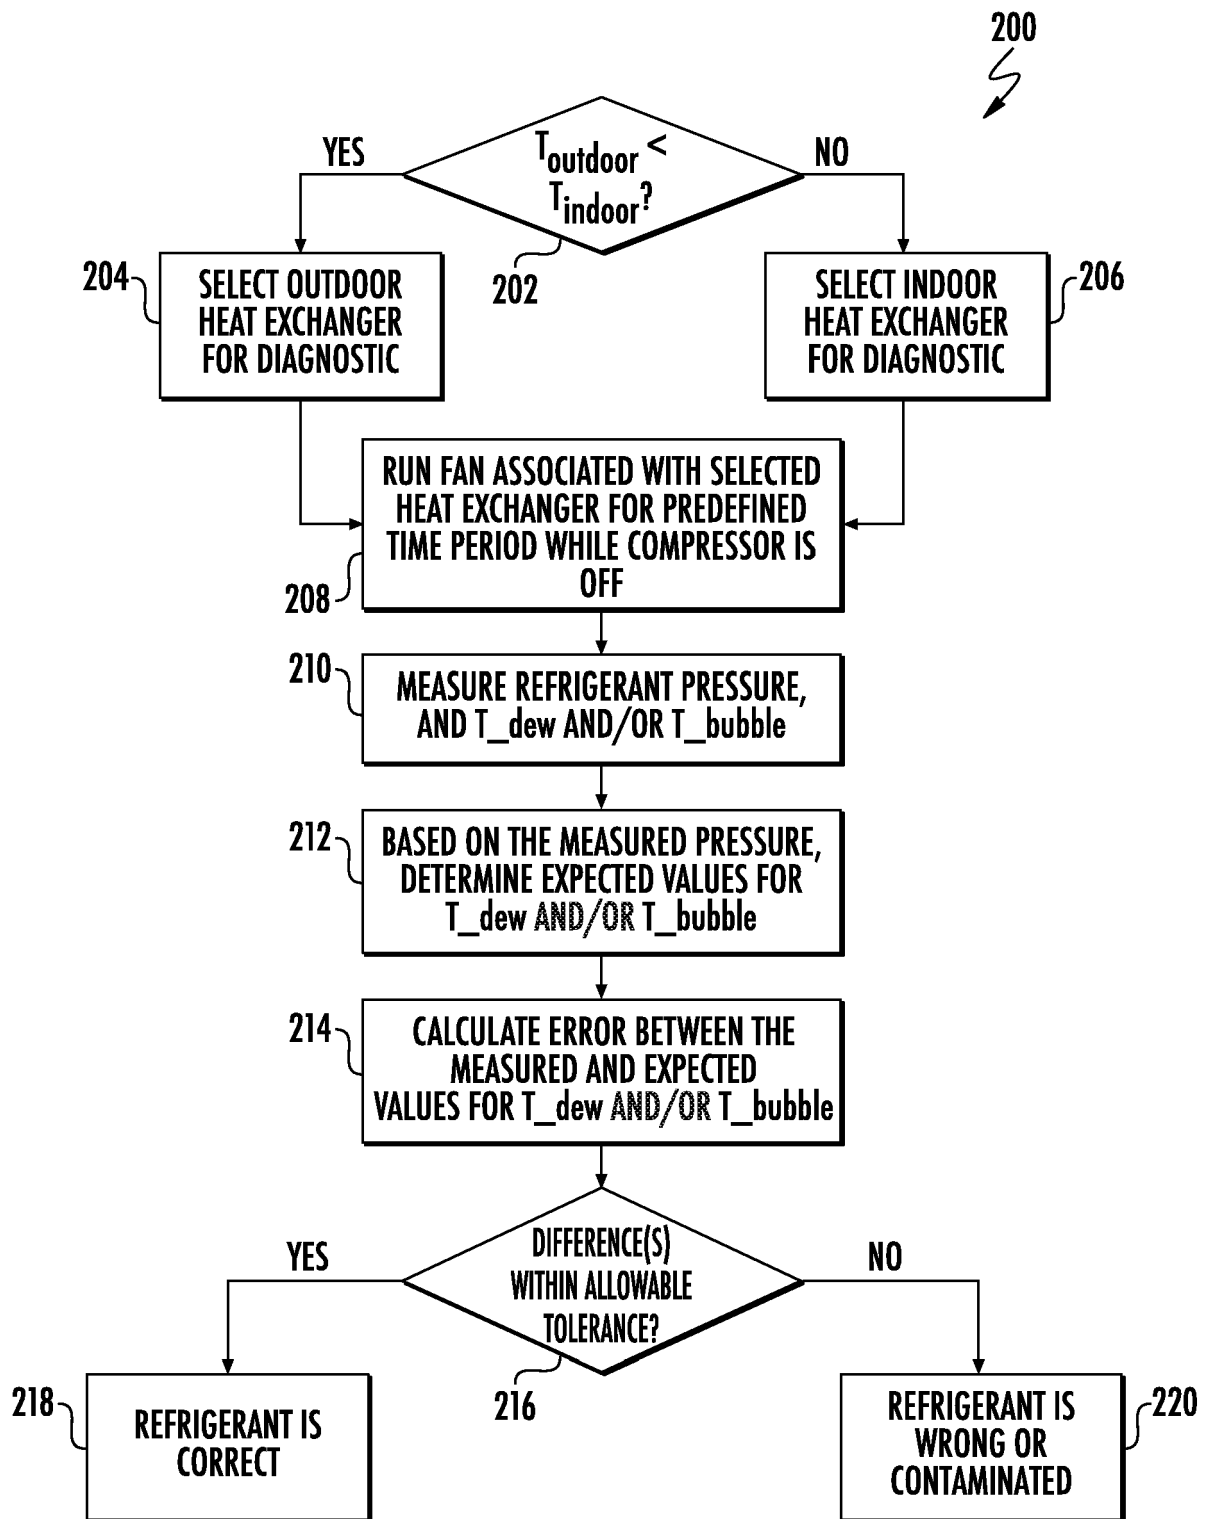 200
T_outdoor <
T_indoor?
YES
NO
202
204
SELECT OUTDOOR
HEAT EXCHANGER
FOR DIAGNOSTIC
SELECT INDOOR
HEAT EXCHANGER
FOR DIAGNOSTIC
206
RUN FAN ASSOCIATED WITH SELECTED
HEAT EXCHANGER FOR PREDEFINED
TIME PERIOD WHILE COMPRESSOR IS
OFF
208
210
MEASURE REFRIGERANT PRESSURE,
AND T_dew AND/OR T_bubble
212
BASED ON THE MEASURED PRESSURE,
DETERMINE EXPECTED VALUES FOR
T_dew AND/OR T_bubble
214
CALCULATE ERROR BETWEEN THE
MEASURED AND EXPECTED
VALUES FOR T_dew AND/OR T_bubble
DIFFERENCE(S)
WITHIN ALLOWABLE
TOLERANCE?
YES
NO
216
218
REFRIGERANT IS
CORRECT
REFRIGERANT IS
WRONG OR
CONTAMINATED
220